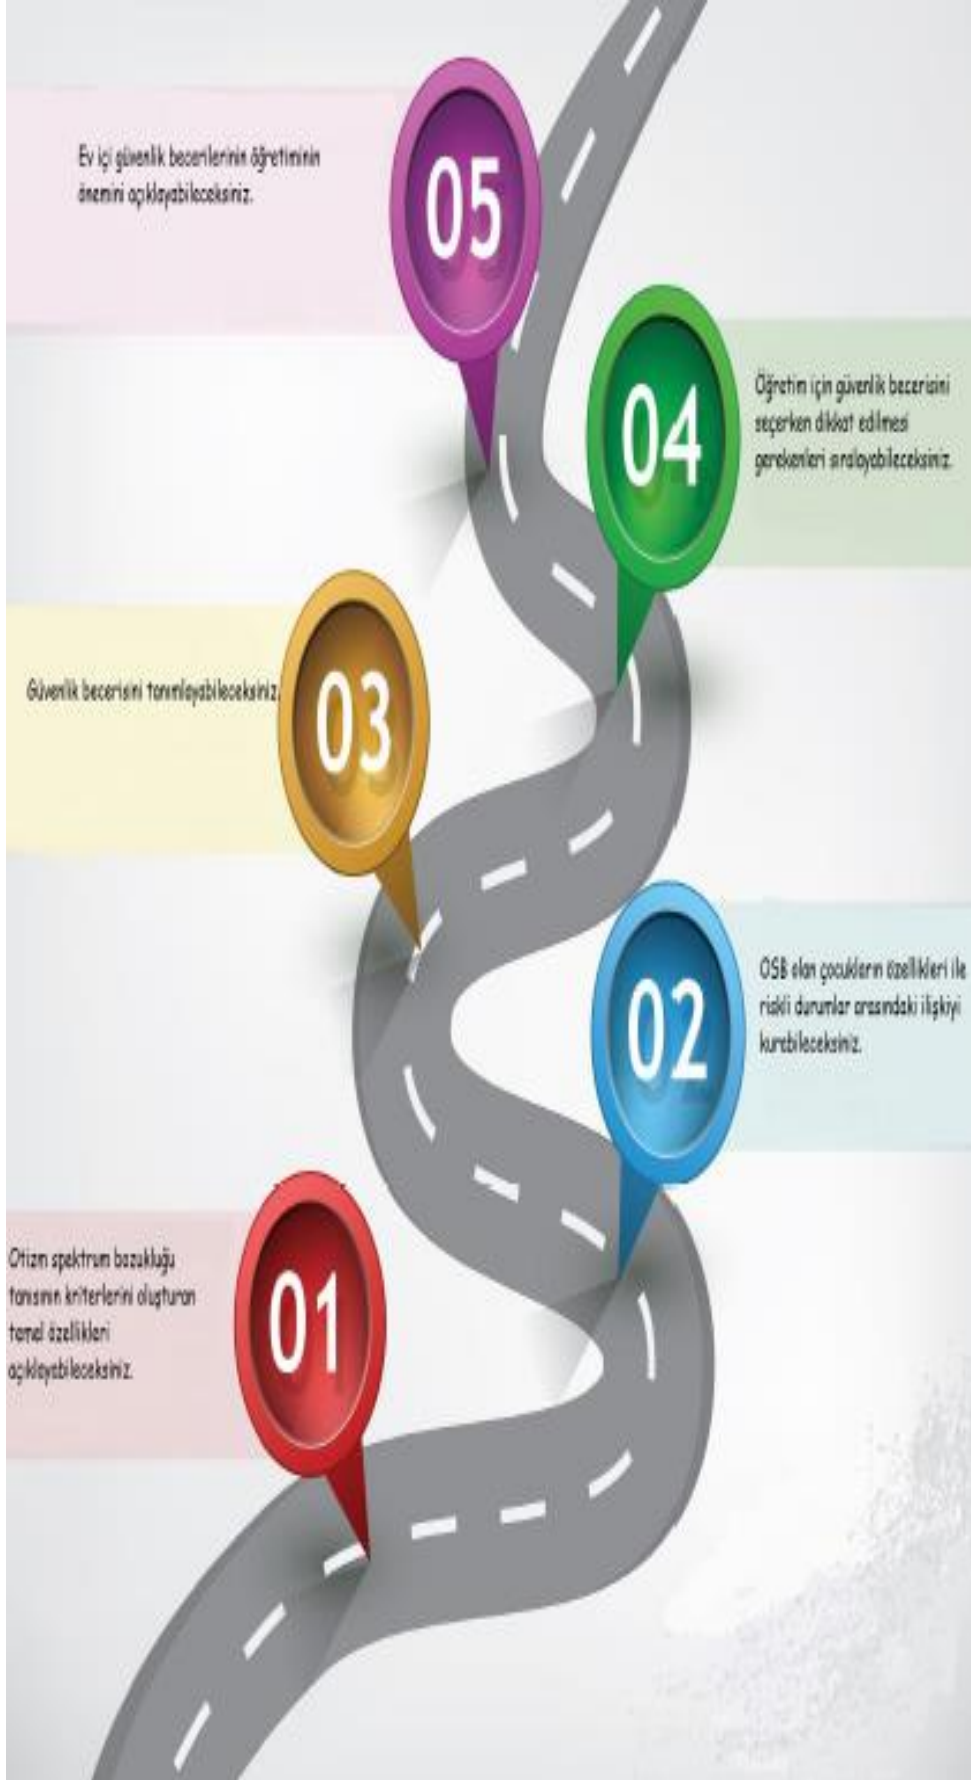 05
Ev içi güvenlik becerilerinin öğretiminin
önemini açıklayabileceksiniz.
04
Öğretim için güvenlik becerisini
seçerken dikkat edilmesi
gerekenleri sıralayabileceksiniz.
03
Güvenlik becerisini tanımlayabileceksiniz.
02
OSB olan çocukların özellikleri ile
riskli durumlar arasındaki ilişkiyi
kurabileceksiniz.
01
Otizm spektrum bozukluğu
tanısının kriterlerini oluşturan
temel özellikleri
açıklayabileceksiniz.